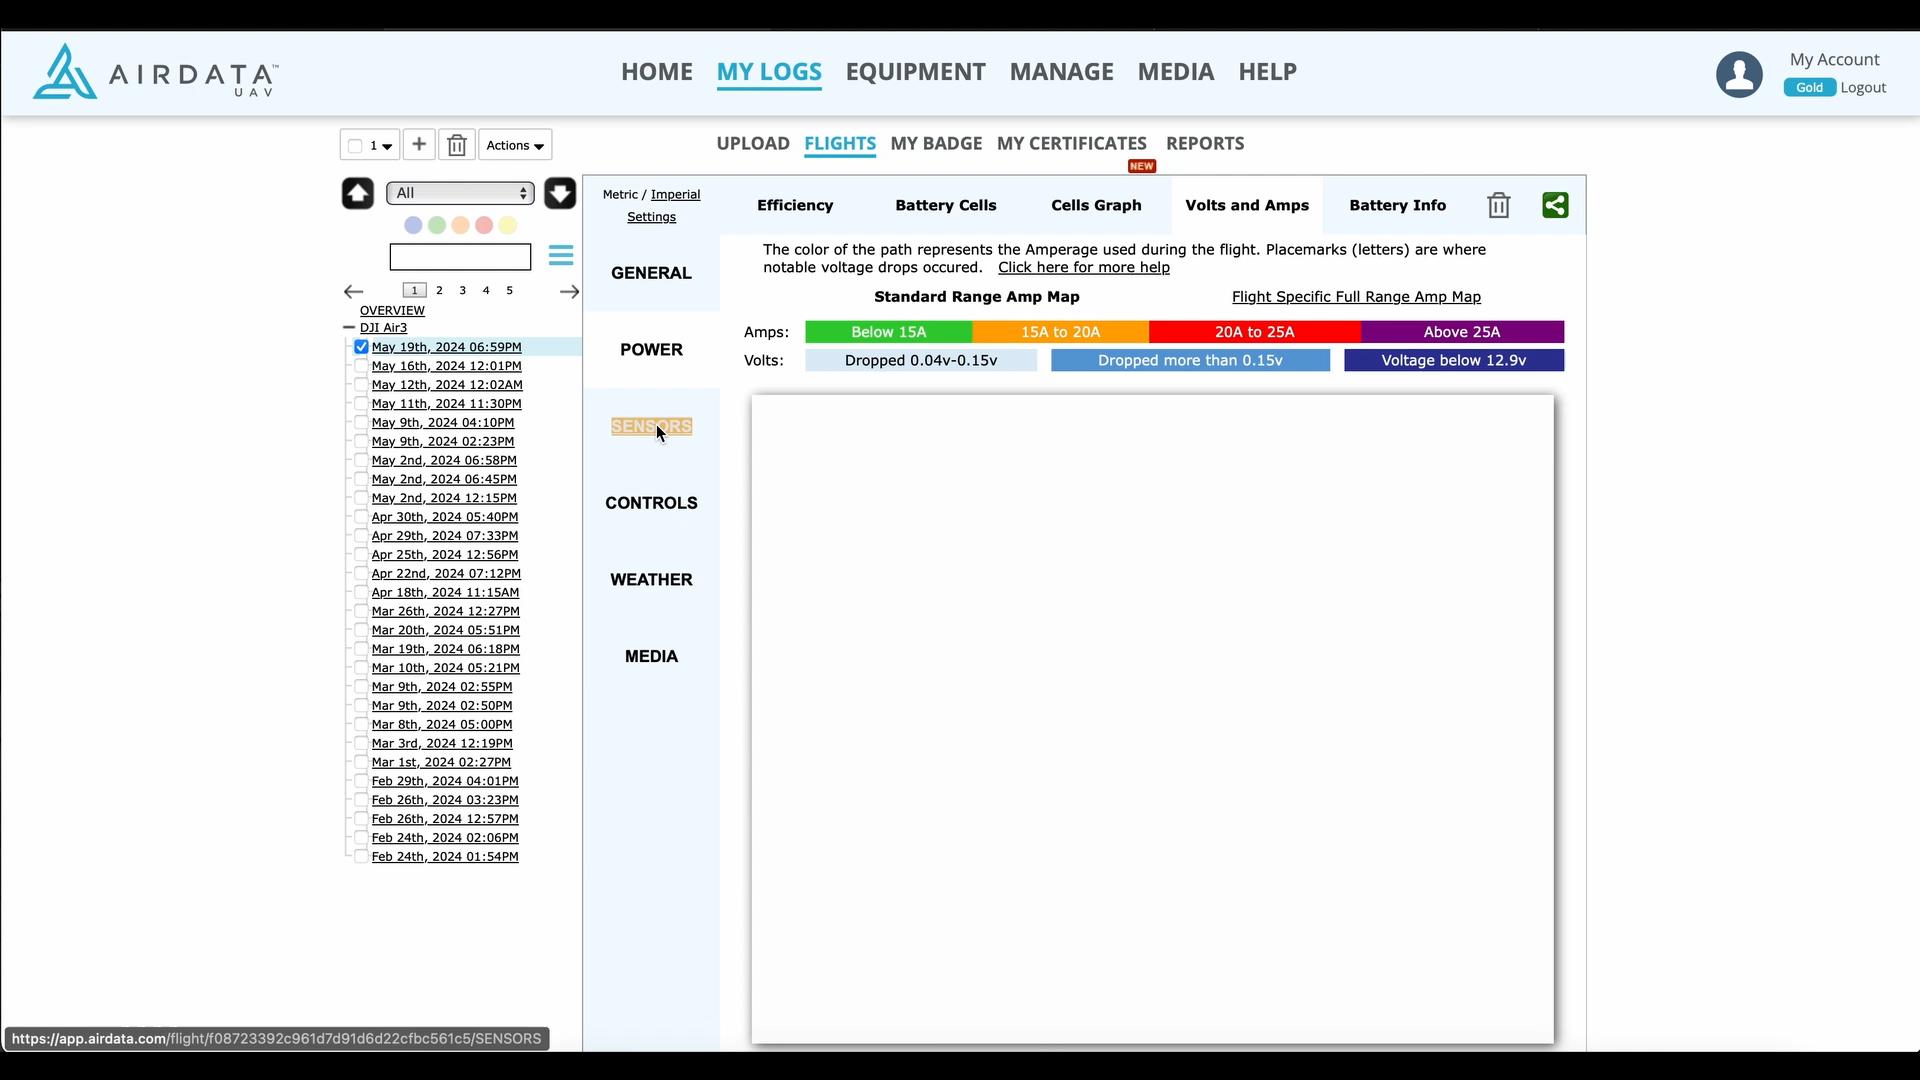 AIRDATA™
UAV
HOME MY LOGS EQUIPMENT MANAGE MEDIA HELP
My Account
Gold Logout
1 Actions
UPLOAD FLIGHTS MY BADGE MY CERTIFICATES REPORTS
NEW
All
1 2 3 4 5
OVERVIEW
DJI Air3
May 19th, 2024 06:59PM
May 16th, 2024 12:01PM
May 12th, 2024 12:02AM
May 11th, 2024 11:30PM
May 9th, 2024 04:10PM
May 9th, 2024 02:23PM
May 2nd, 2024 06:58PM
May 2nd, 2024 06:45PM
May 2nd, 2024 12:15PM
Apr 30th, 2024 05:40PM
Apr 29th, 2024 07:33PM
Apr 25th, 2024 12:56PM
Apr 22nd, 2024 07:12PM
Apr 18th, 2024 11:15AM
Mar 26th, 2024 12:27PM
Mar 20th, 2024 05:51PM
Mar 19th, 2024 06:18PM
Mar 10th, 2024 05:21PM
Mar 9th, 2024 02:55PM
Mar 9th, 2024 02:50PM
Mar 8th, 2024 05:00PM
Mar 3rd, 2024 12:19PM
Mar 1st, 2024 02:27PM
Feb 29th, 2024 04:01PM
Feb 26th, 2024 03:23PM
Feb 26th, 2024 12:57PM
Feb 24th, 2024 02:06PM
Feb 24th, 2024 01:54PM
Metric / Imperial
Settings
GENERAL
POWER
SENSORS
CONTROLS
WEATHER
MEDIA
Efficiency Battery Cells Cells Graph Volts and Amps Battery Info
The color of the path represents the Amperage used during the flight. Placemarks (letters) are where
notable voltage drops occured. Click here for more help
Standard Range Amp Map Flight Specific Full Range Amp Map
Amps: Below 15A 15A to 20A 20A to 25A Above 25A
Volts: Dropped 0.04v-0.15v Dropped more than 0.15v Voltage below 12.9v
https://app.airdata.com/flight/f08723392c961d7d91d6d22cfbc561c5/SENSORS